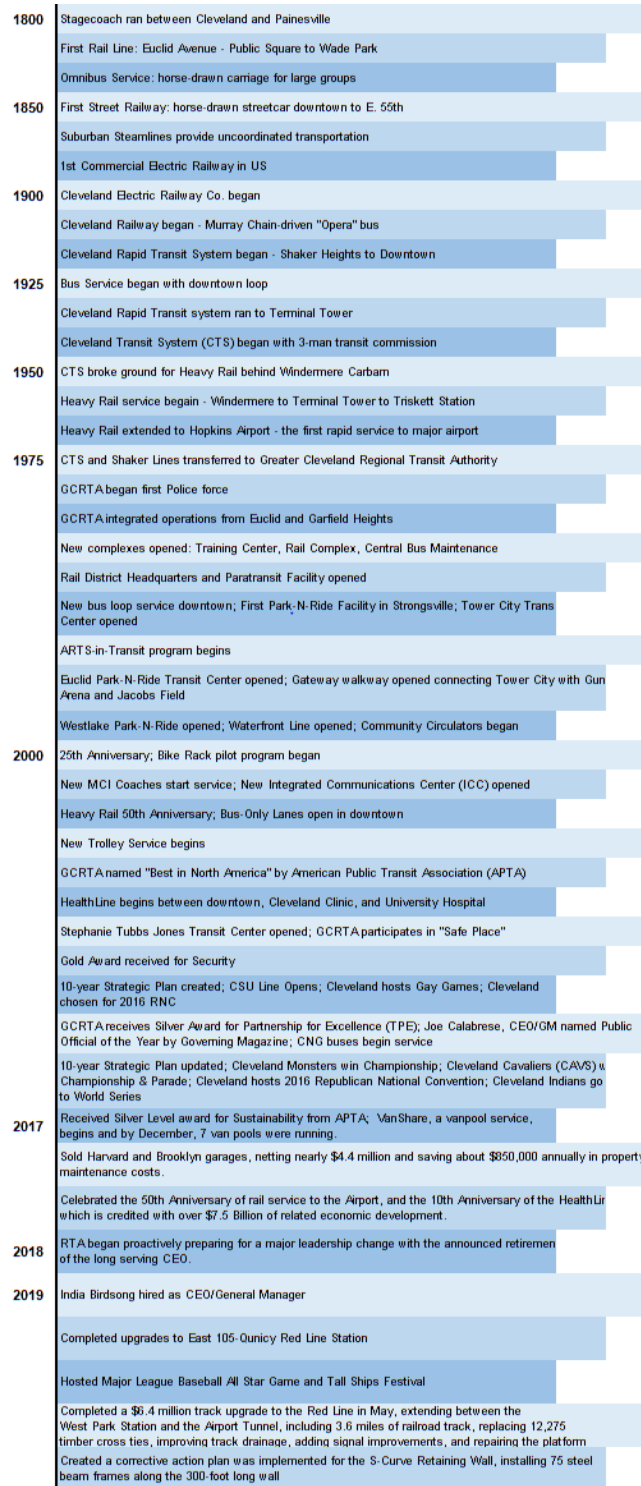 1800 Stagecoach ran between Cleveland and Painesville
First Rail Line: Euclid Avenue - Public Square to Wade Park
Omnibus Service: horse-drawn carriage for large groups
1850 First Street Railway: horse-drawn streetcar downtown to E. 55th
Suburban Steamlines provide uncoordinated transportation
1st Commercial Electric Railway in US
1900 Cleveland Electric Railway Co. began
Cleveland Railway began - Murray Chain-driven "Opera" bus
Cleveland Rapid Transit System began - Shaker Heights to Downtown
1925 Bus Service began with downtown loop
Cleveland Rapid Transit system ran to Terminal Tower
Cleveland Transit System (CTS) began with 3-man transit commission
1950 CTS broke ground for Heavy Rail behind Windermere Carbarn
Heavy Rail service begain - Windermere to Terminal Tower to Triskett Station
Heavy Rail extended to Hopkins Airport - the first rapid service to major airport
1975 CTS and Shaker Lines transferred to Greater Cleveland Regional Transit Authority
GCRTA began first Police force
GCRTA integrated operations from Euclid and Garfield Heights
New complexes opened: Training Center, Rail Complex, Central Bus Maintenance
Rail District Headquarters and Paratransit Facility opened
New bus loop service downtown; First Park-N-Ride Facility in Strongsville; Tower City Trans
Center opened
ARTS-in-Transit program begins
Euclid Park-N-Ride Transit Center opened; Gateway walkway opened connecting Tower City with Gun
Arena and Jacobs Field
Westlake Park-N-Ride opened; Waterfront Line opened; Community Circulators began
2000 25th Anniversary; Bike Rack pilot program began
New MCI Coaches start service; New Integrated Communications Center (ICC) opened
Heavy Rail 50th Anniversary; Bus-Only Lanes open in downtown
New Trolley Service begins
GCRTA named "Best in North America" by American Public Transit Association (APTA)
HealthLine begins between downtown, Cleveland Clinic, and University Hospital
Stephanie Tubbs Jones Transit Center opened; GCRTA participates in "Safe Place"
Gold Award received for Security
10-year Strategic Plan created; CSU Line Opens; Cleveland hosts Gay Games; Cleveland
chosen for 2016 RNC
GCRTA receives Silver Award for Partnership for Excellence (TPE); Joe Calabrese, CEO/GM named Public
Official of the Year by Governing Magazine; CNG buses begin service
10-year Strategic Plan updated; Cleveland Monsters win Championship; Cleveland Cavaliers (CAVS) w
Championship & Parade; Cleveland hosts 2016 Republican National Convention; Cleveland Indians go
to World Series
2017 Received Silver Level award for Sustainability from APTA; VanShare, a vanpool service,
begins and by December, 7 van pools were running.
Sold Harvard and Brooklyn garages, netting nearly $4.4 million and saving about $850,000 annually in property
maintenance costs.
Celebrated the 50th Anniversary of rail service to the Airport, and the 10th Anniversary of the HealthLin
which is credited with over $7.5 Billion of related economic development.
2018 RTA began proactively preparing for a major leadership change with the announced retiremen
of the long serving CEO.
2019 India Birdsong hired as CEO/General Manager
Completed upgrades to East 105-Qunicy Red Line Station
Hosted Major League Baseball All Star Game and Tall Ships Festival
Completed a $6.4 million track upgrade to the Red Line in May, extending between the
West Park Station and the Airport Tunnel, including 3.6 miles of railroad track, replacing 12,275
timber cross ties, improving track drainage, adding signal improvements, and repairing the platform
Created a corrective action plan was implemented for the S-Curve Retaining Wall, installing 75 steel
beam frames along the 300-foot long wall